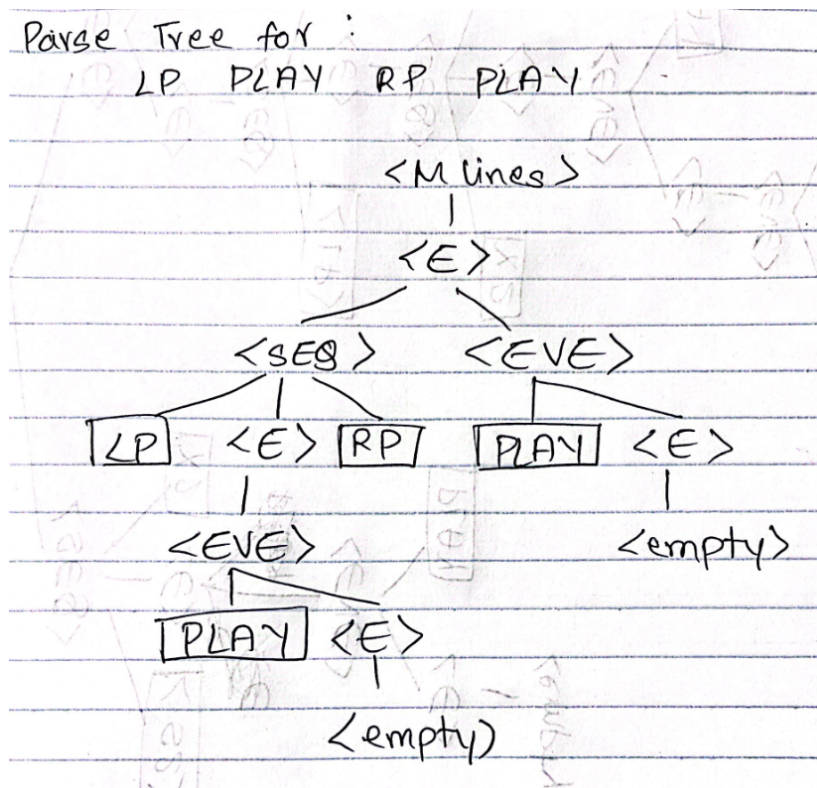 Parse Tree for :
LP PLAY RP PLAY
<M lines>
<E>
<SEQ> <EVE>
LP <E> RP PLAY <E>
<EVE> <empty>
PLAY <E>
<empty>